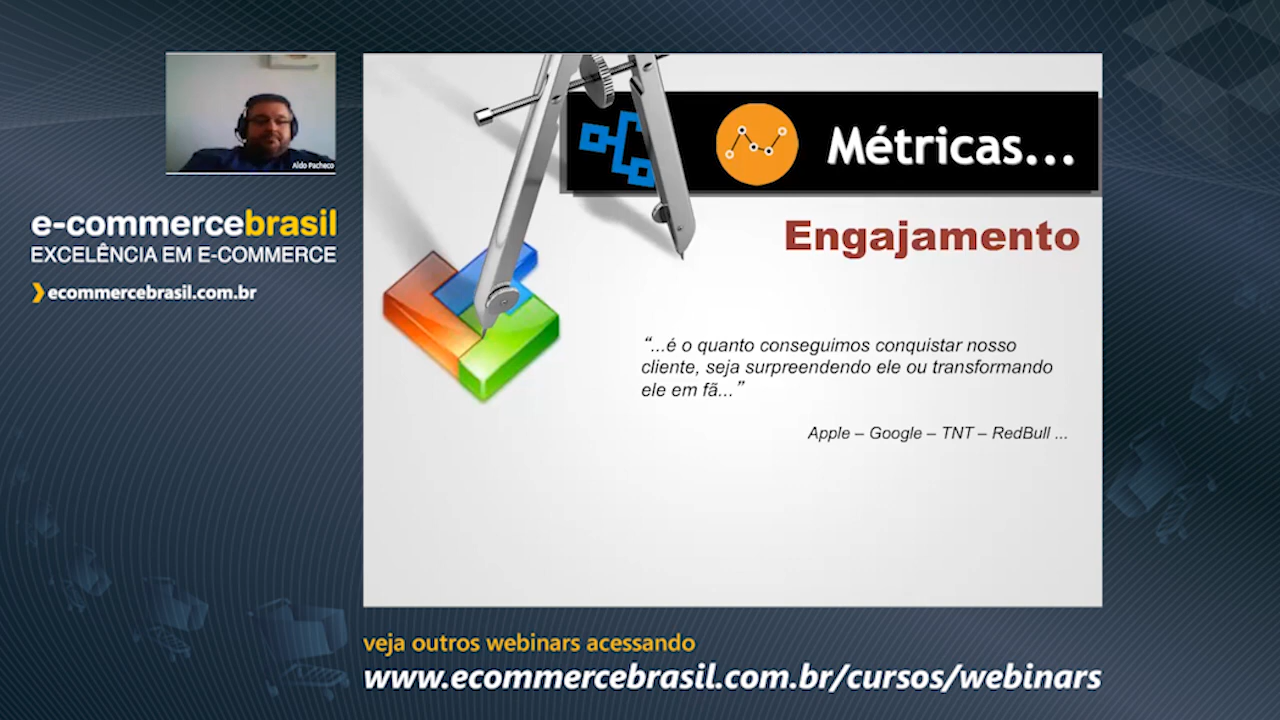 Aldo Pacheco
e-commercebrasil
EXCELÊNCIA EM E-COMMERCE
ecommercebrasil.com.br
Métricas...
Engajamento
“...é o quanto conseguimos conquistar nosso
cliente, seja surpreendendo ele ou transformando
ele em fã...”
Apple – Google – TNT – RedBull ...
veja outros webinars acessando
www.ecommercebrasil.com.br/cursos/webinars